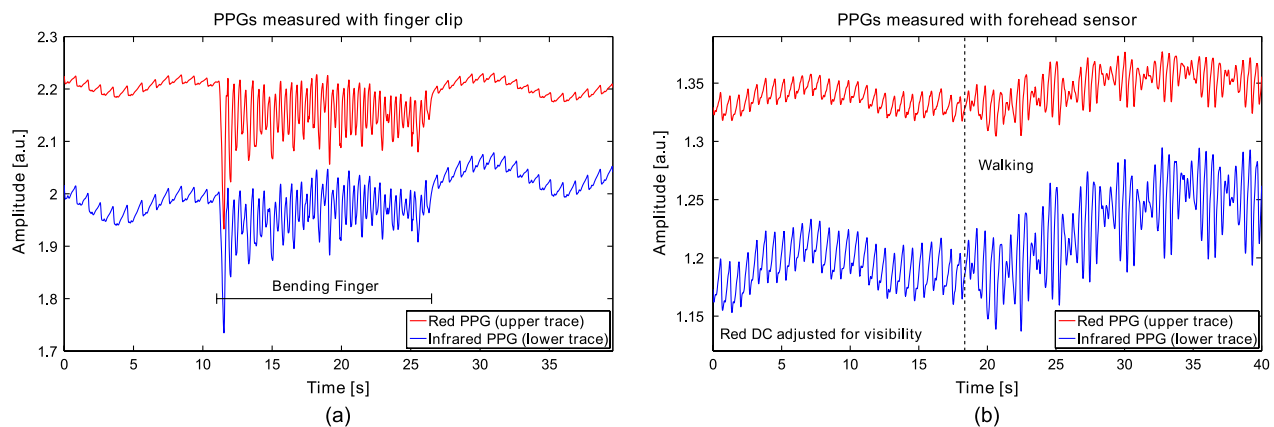 PPGs measured with finger clip
2.3
2.2
2.1
2
1.9
1.8
1.7
Amplitude [a.u.]
Bending Finger
Red PPG (upper trace)
Infrared PPG (lower trace)
0 5 10 15 20 25 30 35
Time [s]
(a)
PPGs measured with forehead sensor
1.35
1.3
1.25
1.2
1.15
Amplitude [a.u.]
Walking
Red DC adjusted for visibility
Red PPG (upper trace)
Infrared PPG (lower trace)
0 5 10 15 20 25 30 35 40
Time [s]
(b)